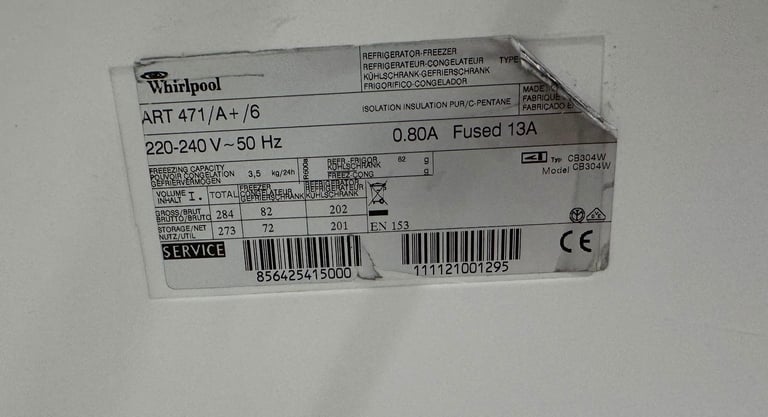 Whirlpool
REFRIGERATOR-FREEZER
REFRIGERATEUR-CONGELATEUR
KÜHLSCHRANK-GEFRIERSCHRANK
FRIGORIFICO-CONGELADOR
TYPE
ART 471/A+/6
ISOLATION INSULATION PUR/C-PENTANE
MADE
FABRIQUE
FABRICADO E
220-240 V~50 Hz
0.80A Fused 13A
FREEZING CAPACITY
POUVOIR CONGELATION
GEFRIERVERMÖGEN
3,5 kg/24h
R600a
REFR.-FRIGOR
KÜHLSCHRANK
62 g
FREEZ.CONG
g
Typ CB304W
Model CB304W
VOLUME
INHALT
I.
TOTAL
FREEZER
CONGELATEUR
GEFRIERSCHRANK
REFRIGERATOR
REFRIGERATEUR
KÜHLSCHRANK
GROSS/BRUT
BRUTTO/BRUTO
284 82 202
STORAGE/NET
NUTZ/UTIL
273 72 201
EN 153
SERVICE
856425415000
111121001295
CE